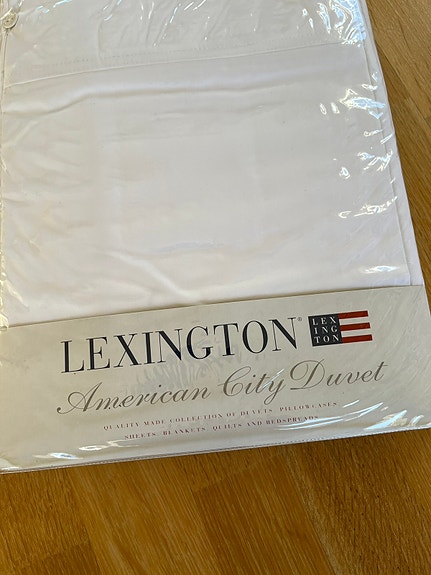 LEXINGTON®
LEX
ING
TON
American City Duvet
QUALITY MADE COLLECTION OF DUVETS, PILLOWCASES
SHEETS, BLANKETS, QUILTS AND BEDSPREADS